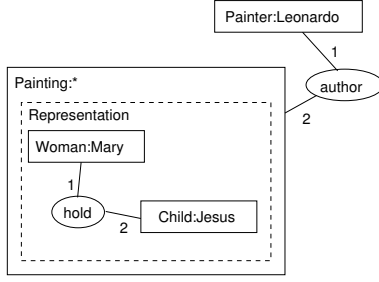 Painter:Leonardo
1
author
2
Painting:*
Representation
Woman:Mary
1
hold
2
Child:Jesus